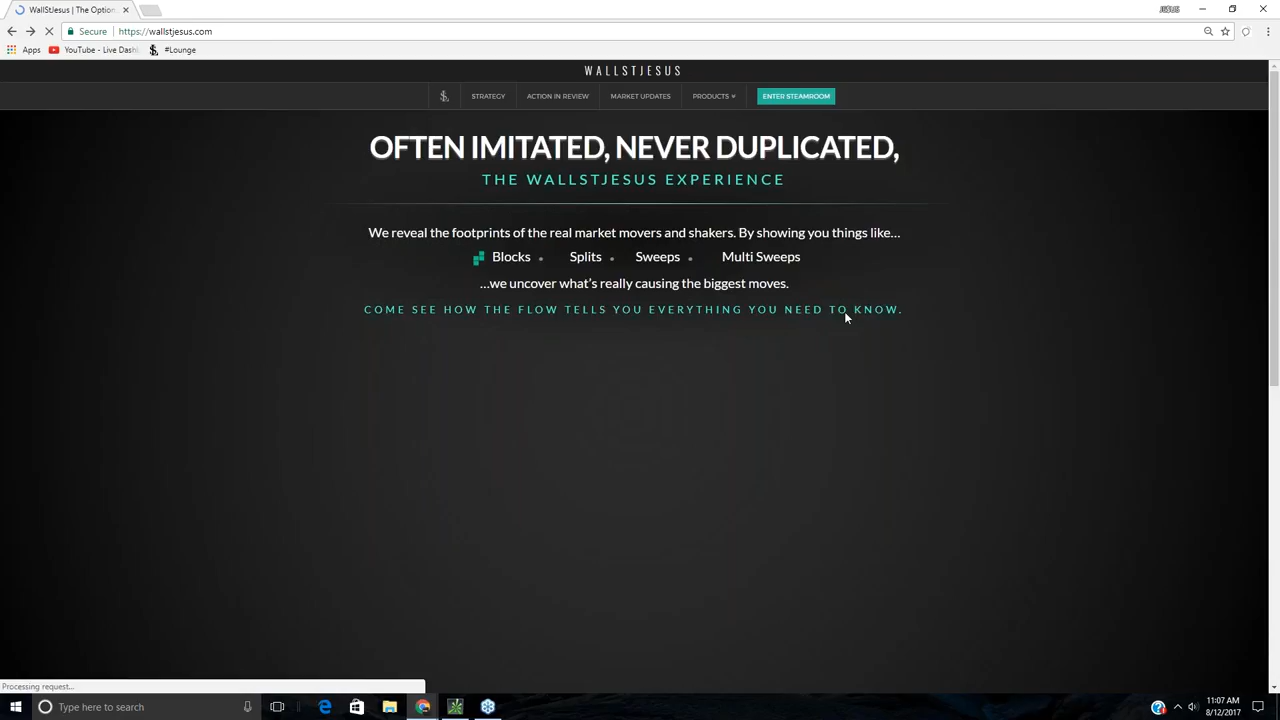 WallStJesus | The Option
JESUS
Secure
https://wallstjesus.com
Apps
YouTube - Live Dash
#Lounge
WALLSTJESUS
STRATEGY
ACTION IN REVIEW
MARKET UPDATES
PRODUCTS
ENTER STEAMROOM
OFTEN IMITATED, NEVER DUPLICATED,
THE WALLSTJESUS EXPERIENCE
We reveal the footprints of the real market movers and shakers. By showing you things like...
Blocks • Splits • Sweeps • Multi Sweeps
...we uncover what's really causing the biggest moves.
COME SEE HOW THE FLOW TELLS YOU EVERYTHING YOU NEED TO KNOW.
Processing request...
Type here to search
11:07 AM
8/12/2017